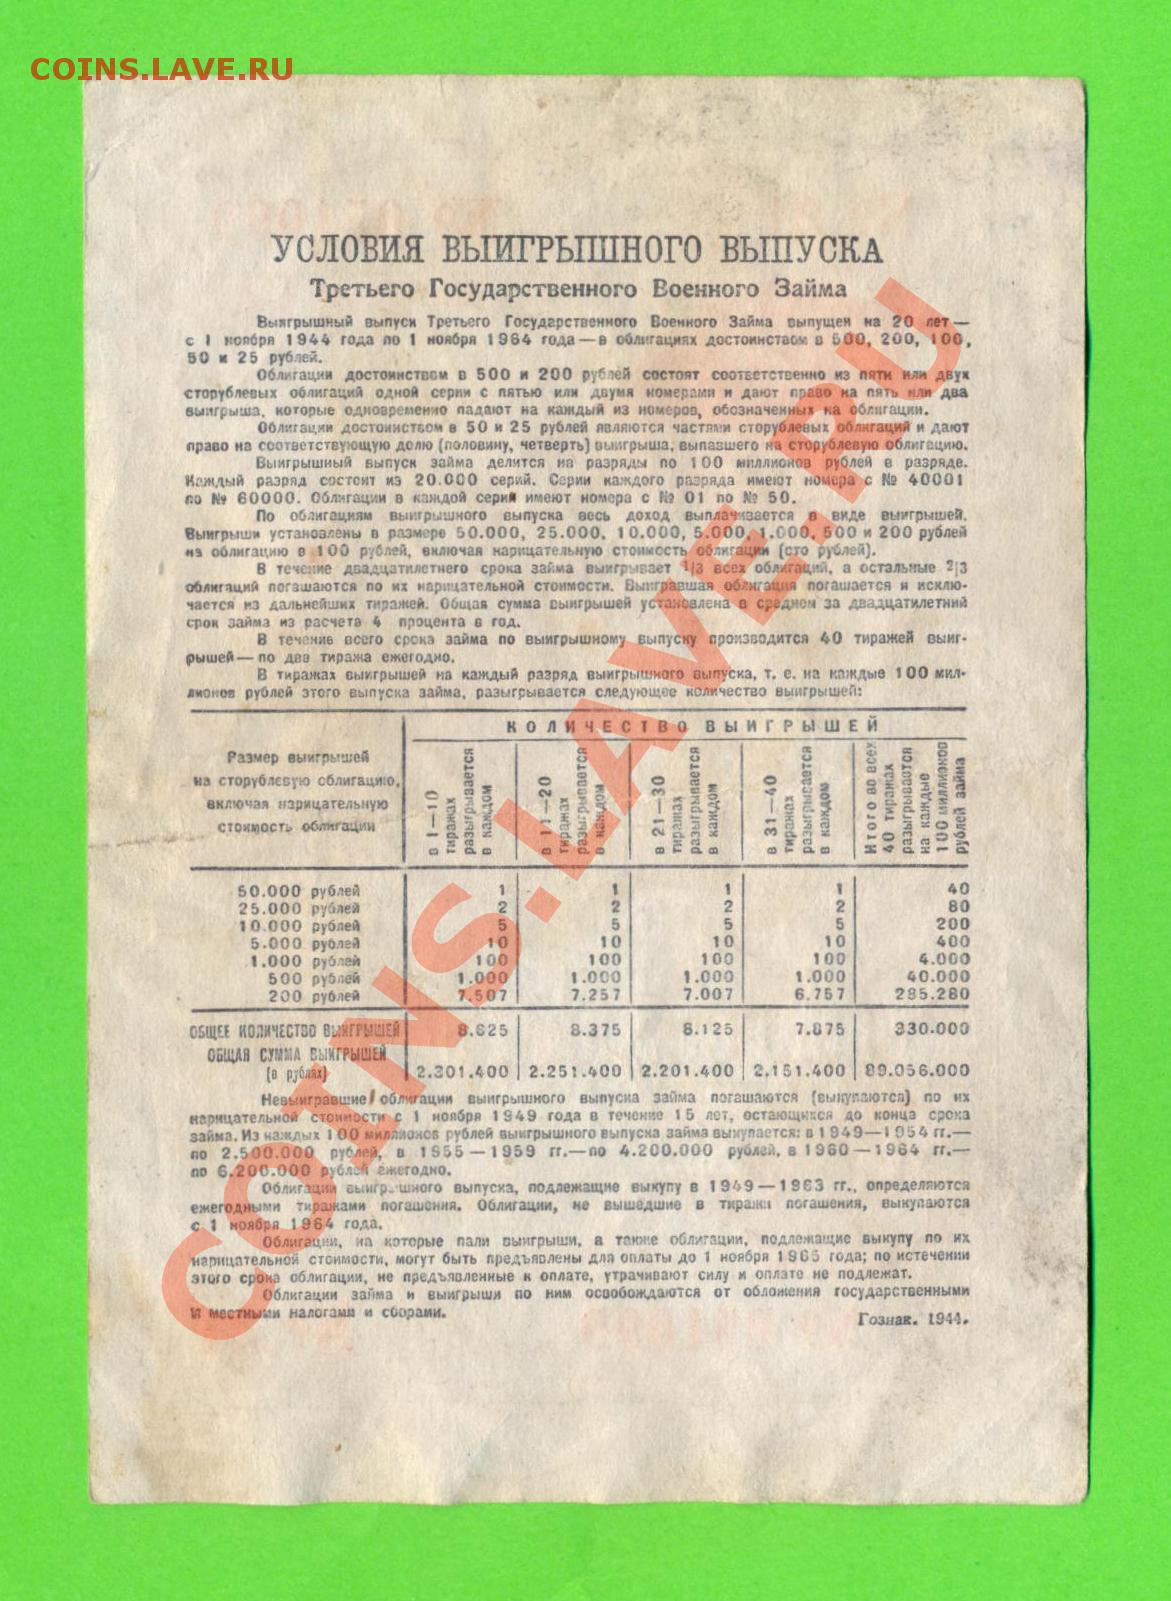 COINS.LAVE.RU
УСЛОВИЯ ВЫИГРЫШНОГО ВЫПУСКА
Третьего Государственного Военного Займа
Выигрышный выпуск Третьего Государственного Военного Займа выпущен на 20 лет—
с 1 ноября 1944 года по 1 ноября 1964 года—в облигациях достоинством в 500, 200, 100,
50 и 25 рублей.
Облигации достоинством в 500 и 200 рублей состоят соответственно из пяти или двух
сторублевых облигаций одной серии с пятью или двумя номерами и дают право на пять или два
выигрыша, которые одновременно падают на каждый из номеров, обозначенных на облигации.
Облигации достоинством в 50 и 25 рублей являются частями сторублевых облигаций и дают
право на соответствующую долю (половину, четверть) выигрыша, выпавшего на сторублевую облигацию.
Выигрышный выпуск займа делится на разряды по 100 миллионов рублей в разряде.
Каждый разряд состоит из 20.000 серий. Серии каждого разряда имеют номера с № 40001
по № 60000. Облигации в каждой серии имеют номера с № 01 по № 50.
По облигациям выигрышного выпуска весь доход выплачивается в виде выигрышей.
Выигрыши установлены в размере 50.000, 25.000, 10.000, 5.000, 1.000, 500 и 200 рублей
на облигацию в 100 рублей, включая нарицательную стоимость облигации (сто рублей).
В течение двадцатилетнего срока займа выигрывает 1/3 всех облигаций, а остальные 2/3
облигаций погашаются по их нарицательной стоимости. Выигравшая облигация погашается и исклю-
чается из дальнейших тиражей. Общая сумма выигрышей установлена в среднем за двадцатилетний
срок займа из расчета 4 процента в год.
В течение всего срока займа по выигрышному выпуску производится 40 тиражей выиг-
рышей—по два тиража ежегодно.
В тиражах выигрышей на каждый разряд выигрышного выпуска, т. е. на каждые 100 мил-
лионов рублей этого выпуска займа, разыгрывается следующее количество выигрышей:
КОЛИЧЕСТВО ВЫИГРЫШЕЙ
Размер выигрышей
на сторублевую облигацию,
включая нарицательную
стоимость облигации
в 1—10
тиражах
разыгрывается
в каждом
в 11—20
тиражах
разыгрывается
в каждом
в 21—30
тиражах
разыгрывается
в каждом
в 31—40
тиражах
разыгрывается
в каждом
Итого во всех
40 тиражах
разыгрывается
на каждые
100 миллионов
рублей займа
50.000 рублей 1 1 1 1 40
25.000 рублей 2 2 2 2 80
10.000 рублей 5 5 5 5 200
5.000 рублей 10 10 10 10 400
1.000 рублей 100 100 100 100 4.000
500 рублей 1.000 1.000 1.000 1.000 40.000
200 рублей 7.507 7.257 7.007 6.757 285.280
ОБЩЕЕ КОЛИЧЕСТВО ВЫИГРЫШЕЙ 8.625 8.375 8.125 7.875 330.000
ОБЩАЯ СУММА ВЫИГРЫШЕЙ
(в рублях) 2.301.400 2.251.400 2.201.400 2.151.400 89.056.000
Невыигравшие облигации выигрышного выпуска займа погашаются (выкупаются) по их
нарицательной стоимости с 1 ноября 1949 года в течение 15 лет, остающихся до конца срока
займа. Из каждых 100 миллионов рублей выигрышного выпуска займа выкупается: в 1949—1954 гг.—
по 2.500.000 рублей, в 1955—1959 гг.—по 4.200.000 рублей, в 1960—1964 гг.—
по 6.200.000 рублей ежегодно.
Облигации выигрышного выпуска, подлежащие выкупу в 1949—1963 гг., определяются
ежегодными тиражами погашения. Облигации, не вышедшие в тиражи погашения, выкупаются
с 1 ноября 1964 года.
Облигации, на которые пали выигрыши, а также облигации, подлежащие выкупу по их
нарицательной стоимости, могут быть предъявлены для оплаты до 1 ноября 1965 года; по истечении
этого срока облигации, не предъявленные к оплате, утрачивают силу и оплате не подлежат.
Облигации займа и выигрыши по ним освобождаются от обложения государственными
и местными налогами и сборами.
Гознак. 1944.
COINS.LAVE.RU